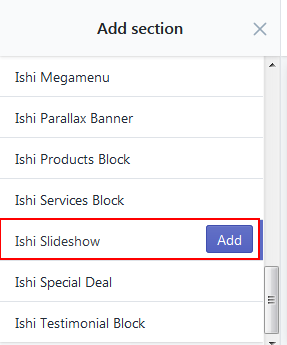 Add section
Ishi Megamenu
Ishi Parallax Banner
Ishi Products Block
Ishi Services Block
Ishi Slideshow Add
Ishi Special Deal
Ishi Testimonial Block